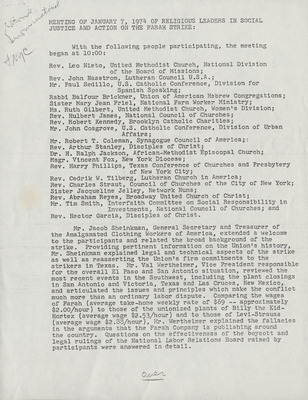 MEETING OF JANUARY 7, 1974 OF RELIGIOUS LEADERS IN SOCIAL
JUSTICE AND ACTION ON THE FARAH STRIKE:
With the following people participating, the meeting
began at 10:00:
Rev. Leo Nieto, United Methodist Church, National Division
of the Board of Missions;
Rev. John Nasstrom, Lutheran Council U.S.A.;
Mr. Paul Sedillo, U.S. Catholic Conference, Division for
Spanish Speaking;
Rabbi Balfour Brickner, Union of American Hebrew Congregations;
Sister Mary Jean Friel, National Farm Worker Ministry;
Ms. Ruth Gilbert, United Methodist Church, Women's Division;
Rev. Hulbert James, National Council of Churches;
Rev. Robert Kennedy, Brooklyn Catholic Charities;
Mr. John Cosgrove, U.S. Catholic Conference, Division of Urban
Affairs;
Mr. Robert T. Coleman, Synagogue Council of America;
Rev. Arthur Stanley, Disciples of Christ;
Dr. H. Ralph Jackson, African-Methodist Episcopal Church;
Msgr. Vincent Fox, New York Diocese;
Rev. Harry Phillips, Texas Conference of Churches and Presbytery
of New York City;
Rev. Cedrik W. Tilberg, Lutheran Church in America;
Rev. Charles Straut, Council of Churches of the City of New York;
Sister Jacqueline Jelley, Network Nuns;
Rev. Abraham Reyes, Broadway United Church of Christ;
Mr. Tim Smith, Interfaith Committee on Social Responsibility in
Investments, National Council of Churches; and
Rev. Hector Garcia, Disciples of Christ.
Mr. Jacob Sheinkman, General Secretary and Treasurer of
the Amalgamated Clothing Workers of America, extended a welcome
to the participants and related the broad background of the
strike. Providing pertinent information on the Union's history,
Mr. Sheinkman explained legal and technical aspects of the strike
as well as reasserting the Union's firm commitments to the
strikers in Texas. Mr. Val Wertheimer, Vice President responsible
for the overall El Paso and San Antonio situation, reviewed the
most recent events in the Southwest, including the plant closings
in San Antonio and Victoria, Texas and Las Cruces, New Mexico,
and articulated the issues and principles which make the conflict
much more than an ordinary labor dispute. Comparing the wages
of Farah (average take-home weekly rate of $69 -- approximately
$2.00/hour) to those of the unionized plants of Billy the Kid-
Hortex (average wage $2.53/hour) and to those of Levi-Strauss
(average wage $2.88/hour), Mr. Wertheimer explained the fallacies
in the arguments that the Farah Company is publishing around
the country. Questions on the effectiveness of the boycott and
legal rulings of the National Labor Relations Board raised by
participants were answered in detail.
over